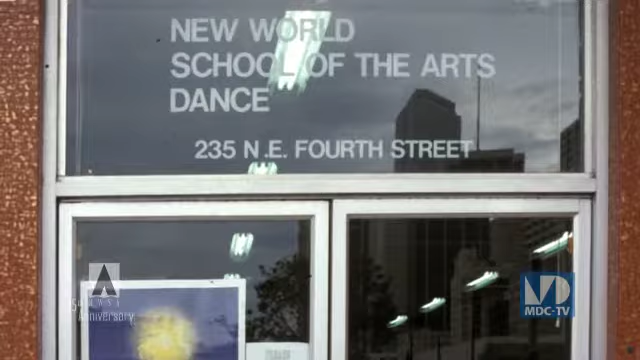 NEW WORLD
SCHOOL OF THE ARTS
DANCE
235 N.E. FOURTH STREET
Anniversary
MDC-TV